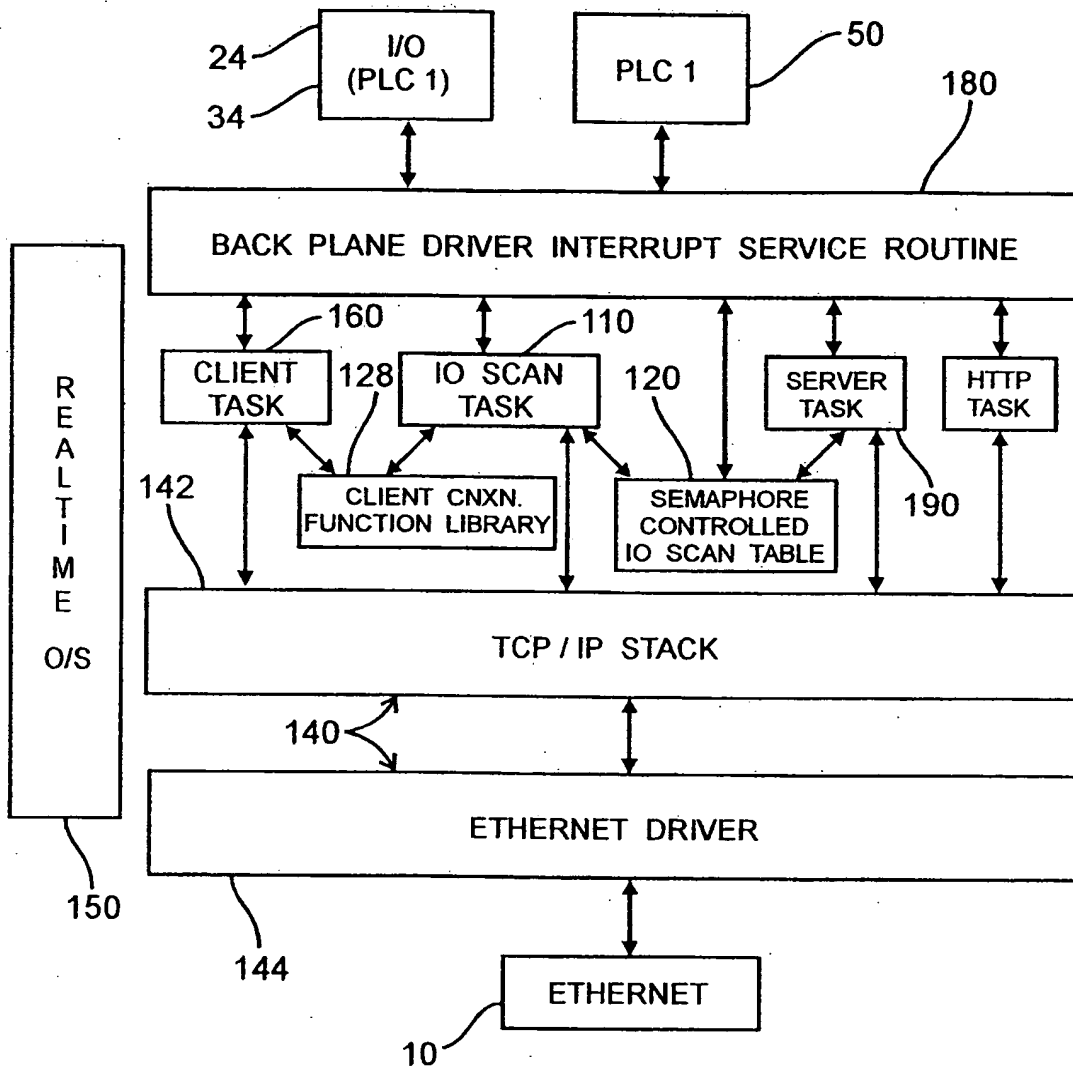 24
I/O
(PLC 1)
34
PLC 1
50
180
BACK PLANE DRIVER INTERRUPT SERVICE ROUTINE
160
110
CLIENT
TASK
128
IO SCAN
TASK
120
SERVER
TASK
HTTP
TASK
142
CLIENT CNXN.
FUNCTION LIBRARY
SEMAPHORE
CONTROLLED
IO SCAN TABLE
190
REALTIME
O/S
TCP / IP STACK
140
ETHERNET DRIVER
150
144
ETHERNET
10